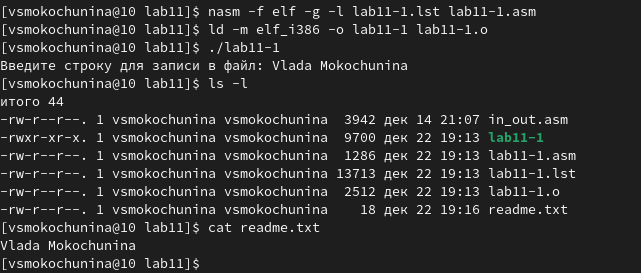 [vsmokochunina@10 lab11]$ nasm -f elf -g -l lab11-1.lst lab11-1.asm
[vsmokochunina@10 lab11]$ ld -m elf_i386 -o lab11-1 lab11-1.o
[vsmokochunina@10 lab11]$ ./lab11-1
Введите строку для записи в файл: Vlada Mokochunina
[vsmokochunina@10 lab11]$ ls -l
итого 44
-rw-r--r--. 1 vsmokochunina vsmokochunina  3942 дек 14 21:07 in_out.asm
-rwxr-xr-x. 1 vsmokochunina vsmokochunina  9700 дек 22 19:13 lab11-1
-rw-r--r--. 1 vsmokochunina vsmokochunina  1286 дек 22 19:13 lab11-1.asm
-rw-r--r--. 1 vsmokochunina vsmokochunina 13713 дек 22 19:13 lab11-1.lst
-rw-r--r--. 1 vsmokochunina vsmokochunina  2512 дек 22 19:13 lab11-1.o
-rw-r--r--. 1 vsmokochunina vsmokochunina    18 дек 22 19:16 readme.txt
[vsmokochunina@10 lab11]$ cat readme.txt
Vlada Mokochunina
[vsmokochunina@10 lab11]$